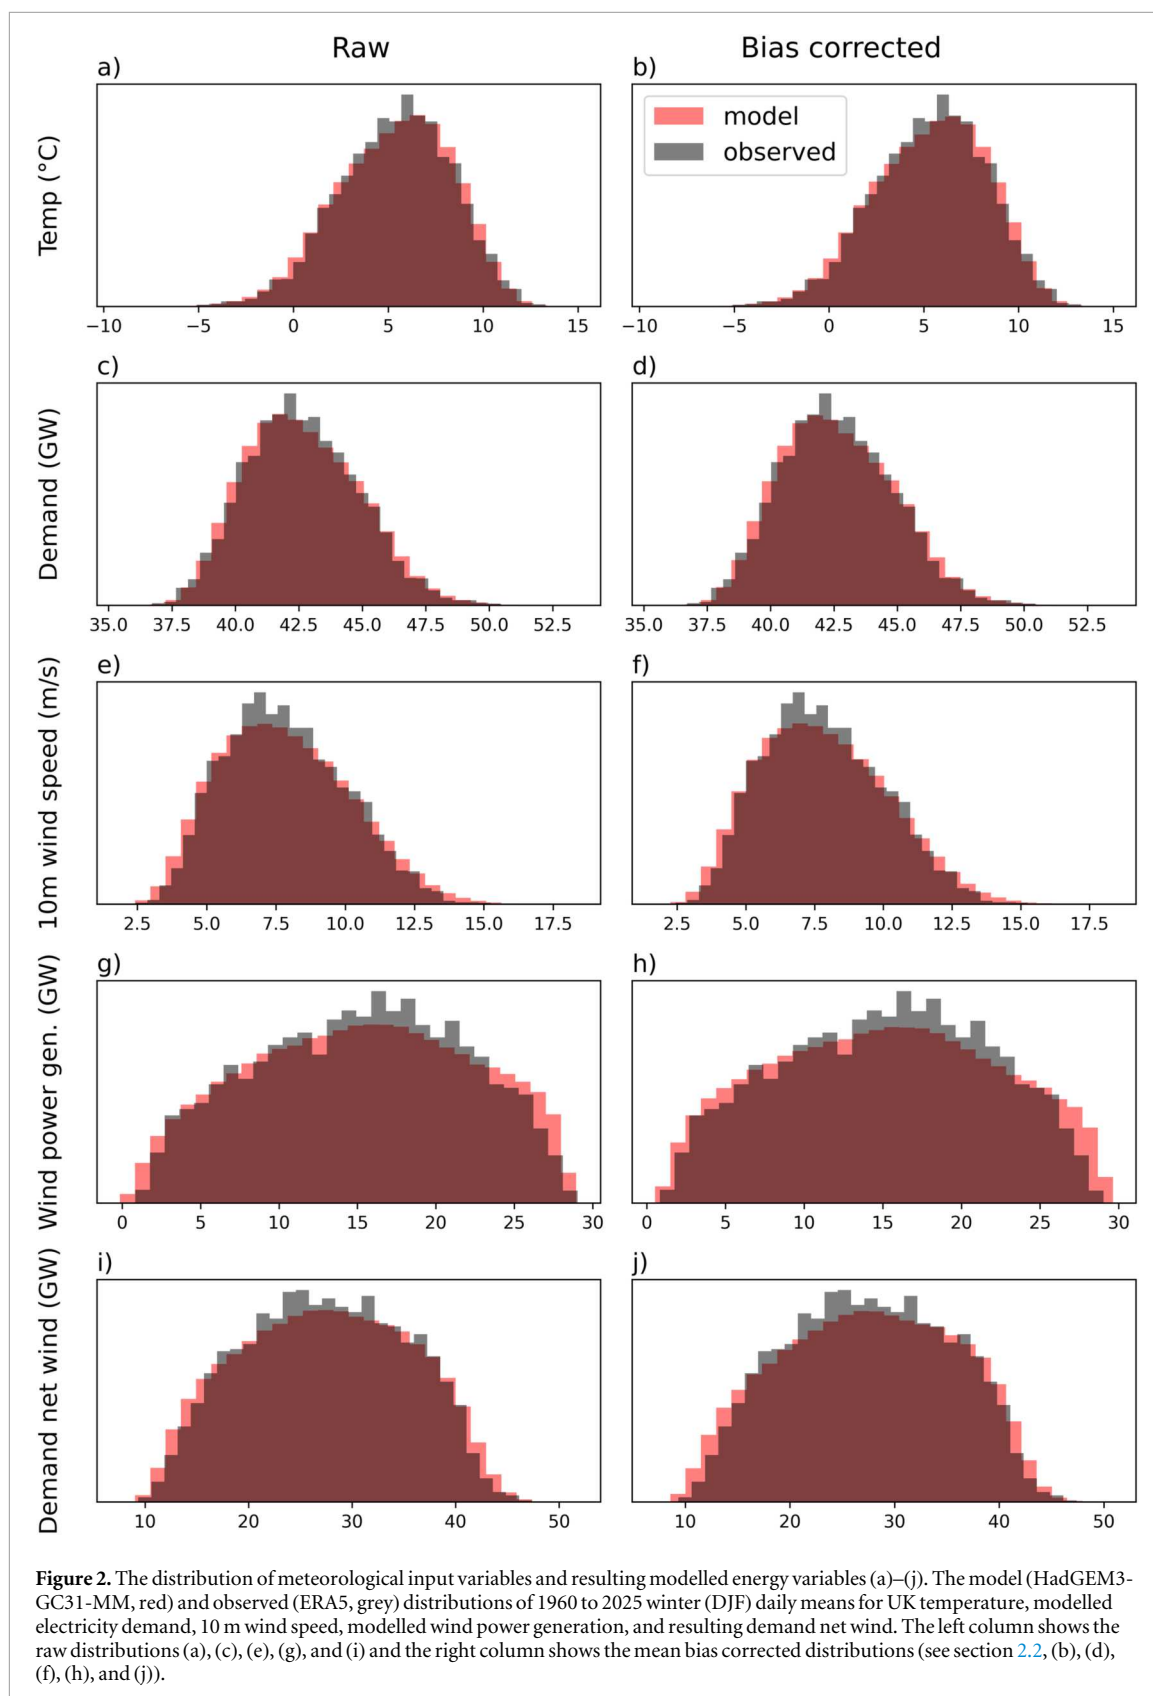 Raw
Bias corrected
a)
b)
Temp (°C)
model
observed
−10 −5 0 5 10 15
−10 −5 0 5 10 15
c)
d)
Demand (GW)
35.0 37.5 40.0 42.5 45.0 47.5 50.0 52.5
35.0 37.5 40.0 42.5 45.0 47.5 50.0 52.5
e)
f)
10m wind speed (m/s)
2.5 5.0 7.5 10.0 12.5 15.0 17.5
2.5 5.0 7.5 10.0 12.5 15.0 17.5
g)
h)
Wind power gen. (GW)
0 5 10 15 20 25 30
0 5 10 15 20 25 30
i)
j)
Demand net wind (GW)
10 20 30 40 50
10 20 30 40 50
Figure 2. The distribution of meteorological input variables and resulting modelled energy variables (a)–(j). The model (HadGEM3-
GC31-MM, red) and observed (ERA5, grey) distributions of 1960 to 2025 winter (DJF) daily means for UK temperature, modelled
electricity demand, 10 m wind speed, modelled wind power generation, and resulting demand net wind. The left column shows the
raw distributions (a), (c), (e), (g), and (i) and the right column shows the mean bias corrected distributions (see section 2.2, (b), (d),
(f), (h), and (j)).